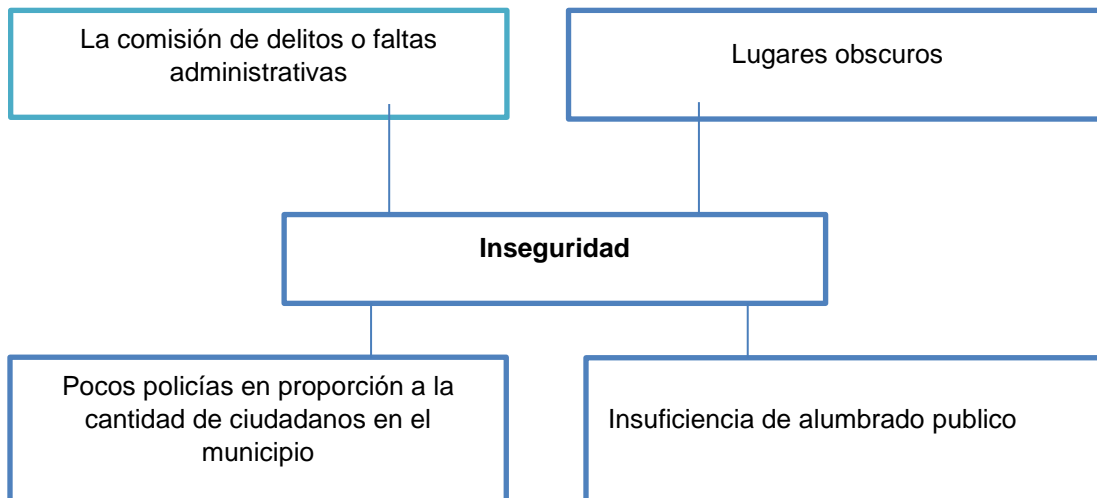 La comisión de delitos o faltas
administrativas
Lugares obscuros
Inseguridad
Pocos policías en proporción a la
cantidad de ciudadanos en el
municipio
Insuficiencia de alumbrado publico